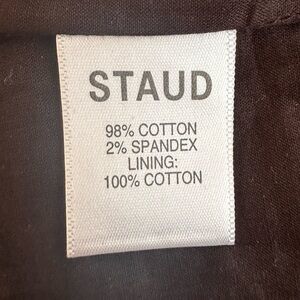 STAUD
98% COTTON
2% SPANDEX
LINING:
100% COTTON